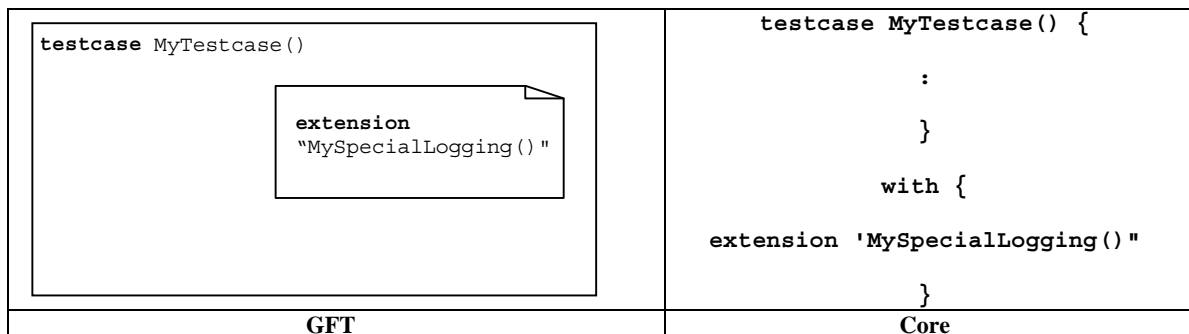 testcase MyTestcase()
extension
“MySpecialLogging()"
testcase MyTestcase() {
:
}
with {
extension 'MySpecialLogging()"
}
GFT
Core